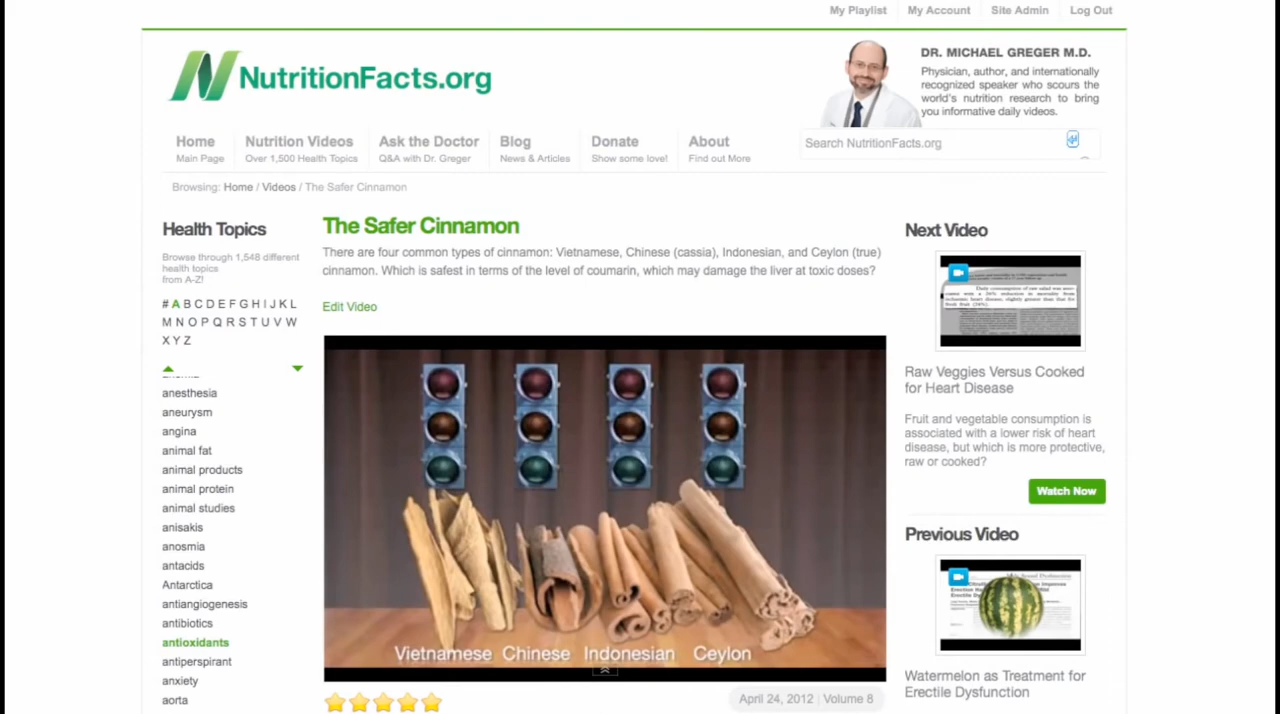 My Playlist
My Account
Site Admin
Log Out
NutritionFacts.org
DR. MICHAEL GREGER M.D.
Physician, author, and internationally
recognized speaker who scours the
world's nutrition research to bring
you informative daily videos.
Home
Main Page
Nutrition Videos
Over 1,500 Health Topics
Ask the Doctor
Q&A with Dr. Greger
Blog
News & Articles
Donate
Show some love!
About
Find out More
Search NutritionFacts.org
Browsing: Home / Videos / The Safer Cinnamon
Health Topics
Browse through 1,548 different
health topics
from A-Z!
# A B C D E F G H I J K L
M N O P Q R S T U V W
X Y Z
anesthesia
aneurysm
angina
animal fat
animal products
animal protein
animal studies
anisakis
anosmia
antacids
Antarctica
antiangiogenesis
antibiotics
antioxidants
antiperspirant
anxiety
aorta
The Safer Cinnamon
There are four common types of cinnamon: Vietnamese, Chinese (cassia), Indonesian, and Ceylon (true)
cinnamon. Which is safest in terms of the level of coumarin, which may damage the liver at toxic doses?
Edit Video
Vietnamese Chinese Indonesian Ceylon
April 24, 2012 | Volume 8
Next Video
Raw Veggies Versus Cooked
for Heart Disease
Fruit and vegetable consumption is
associated with a lower risk of heart
disease, but which is more protective,
raw or cooked?
Watch Now
Previous Video
Watermelon as Treatment for
Erectile Dysfunction